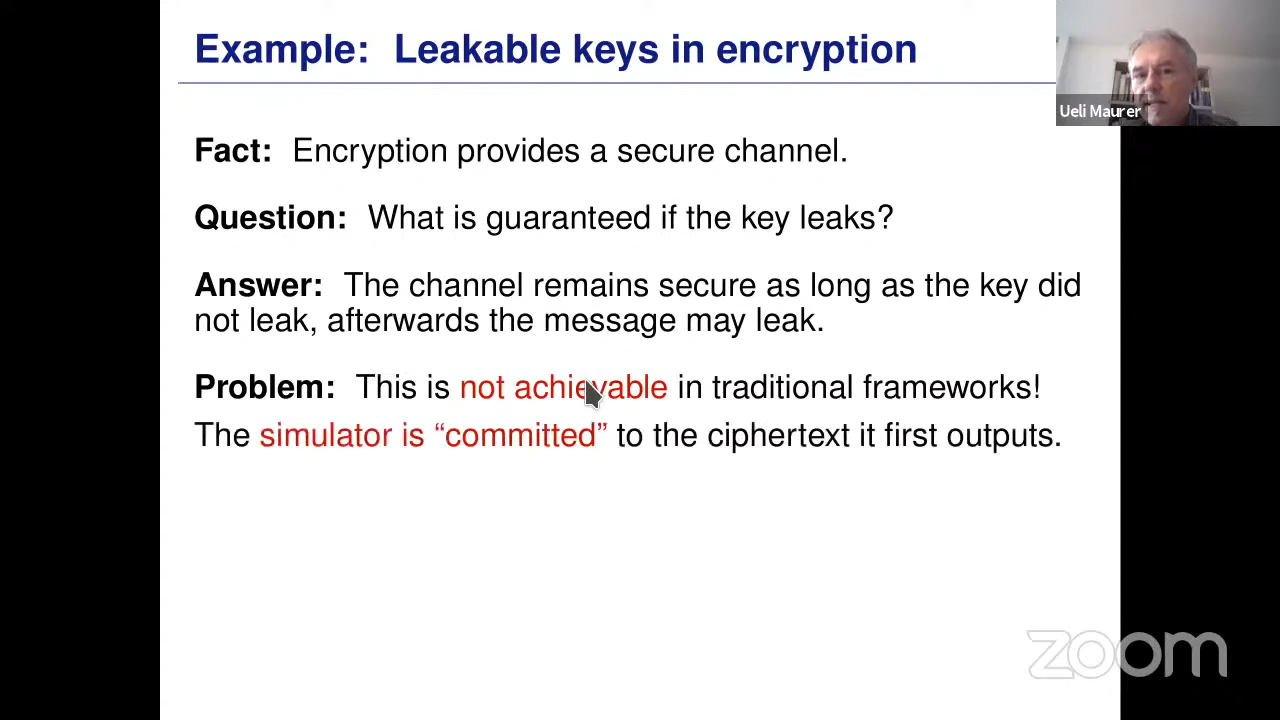 Example: Leakable keys in encryption
Ueli Maurer
Fact: Encryption provides a secure channel.
Question: What is guaranteed if the key leaks?
Answer: The channel remains secure as long as the key did
not leak, afterwards the message may leak.
Problem: This is not achievable in traditional frameworks!
The simulator is “committed” to the ciphertext it first outputs.
zoom